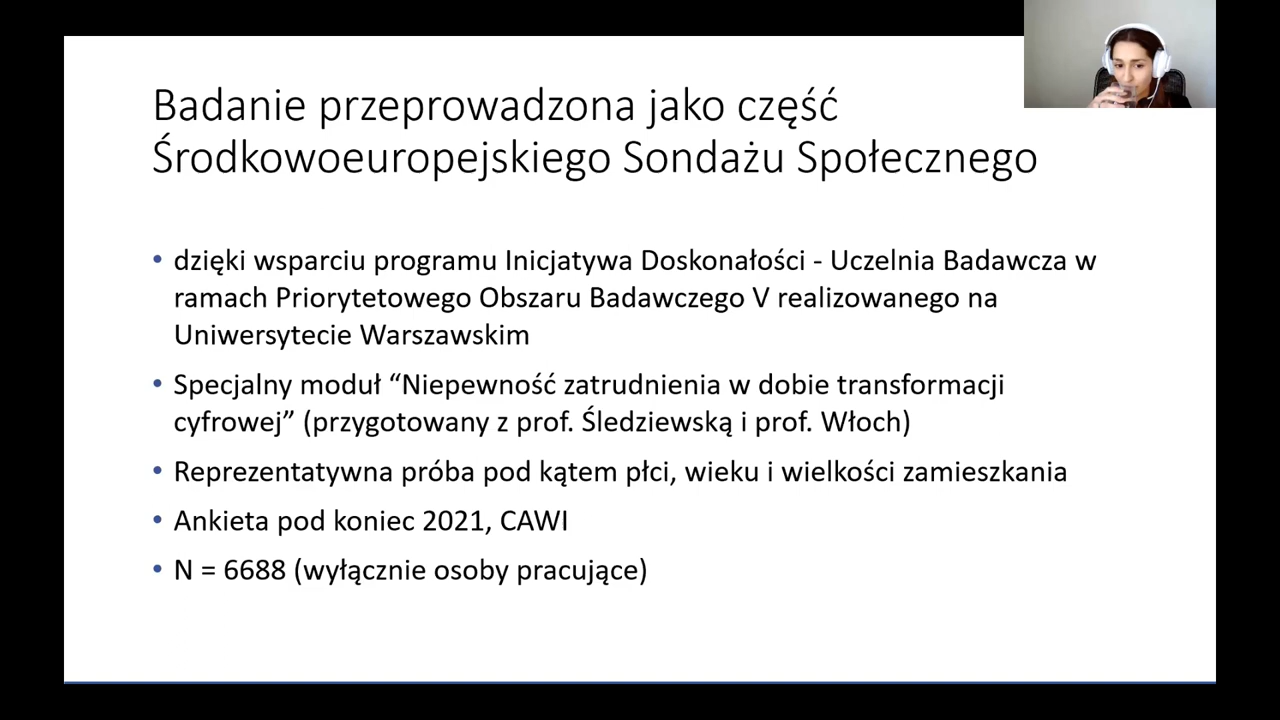 Badanie przeprowadzona jako część
Środkowoeuropejskiego Sondażu Społecznego
• dzięki wsparciu programu Inicjatywa Doskonałości - Uczelnia Badawcza w
ramach Priorytetowego Obszaru Badawczego V realizowanego na
Uniwersytecie Warszawskim
• Specjalny moduł “Niepewność zatrudnienia w dobie transformacji
cyfrowej” (przygotowany z prof. Śledziewską i prof. Włoch)
• Reprezentatywna próba pod kątem płci, wieku i wielkości zamieszkania
• Ankieta pod koniec 2021, CAWI
• N = 6688 (wyłącznie osoby pracujące)